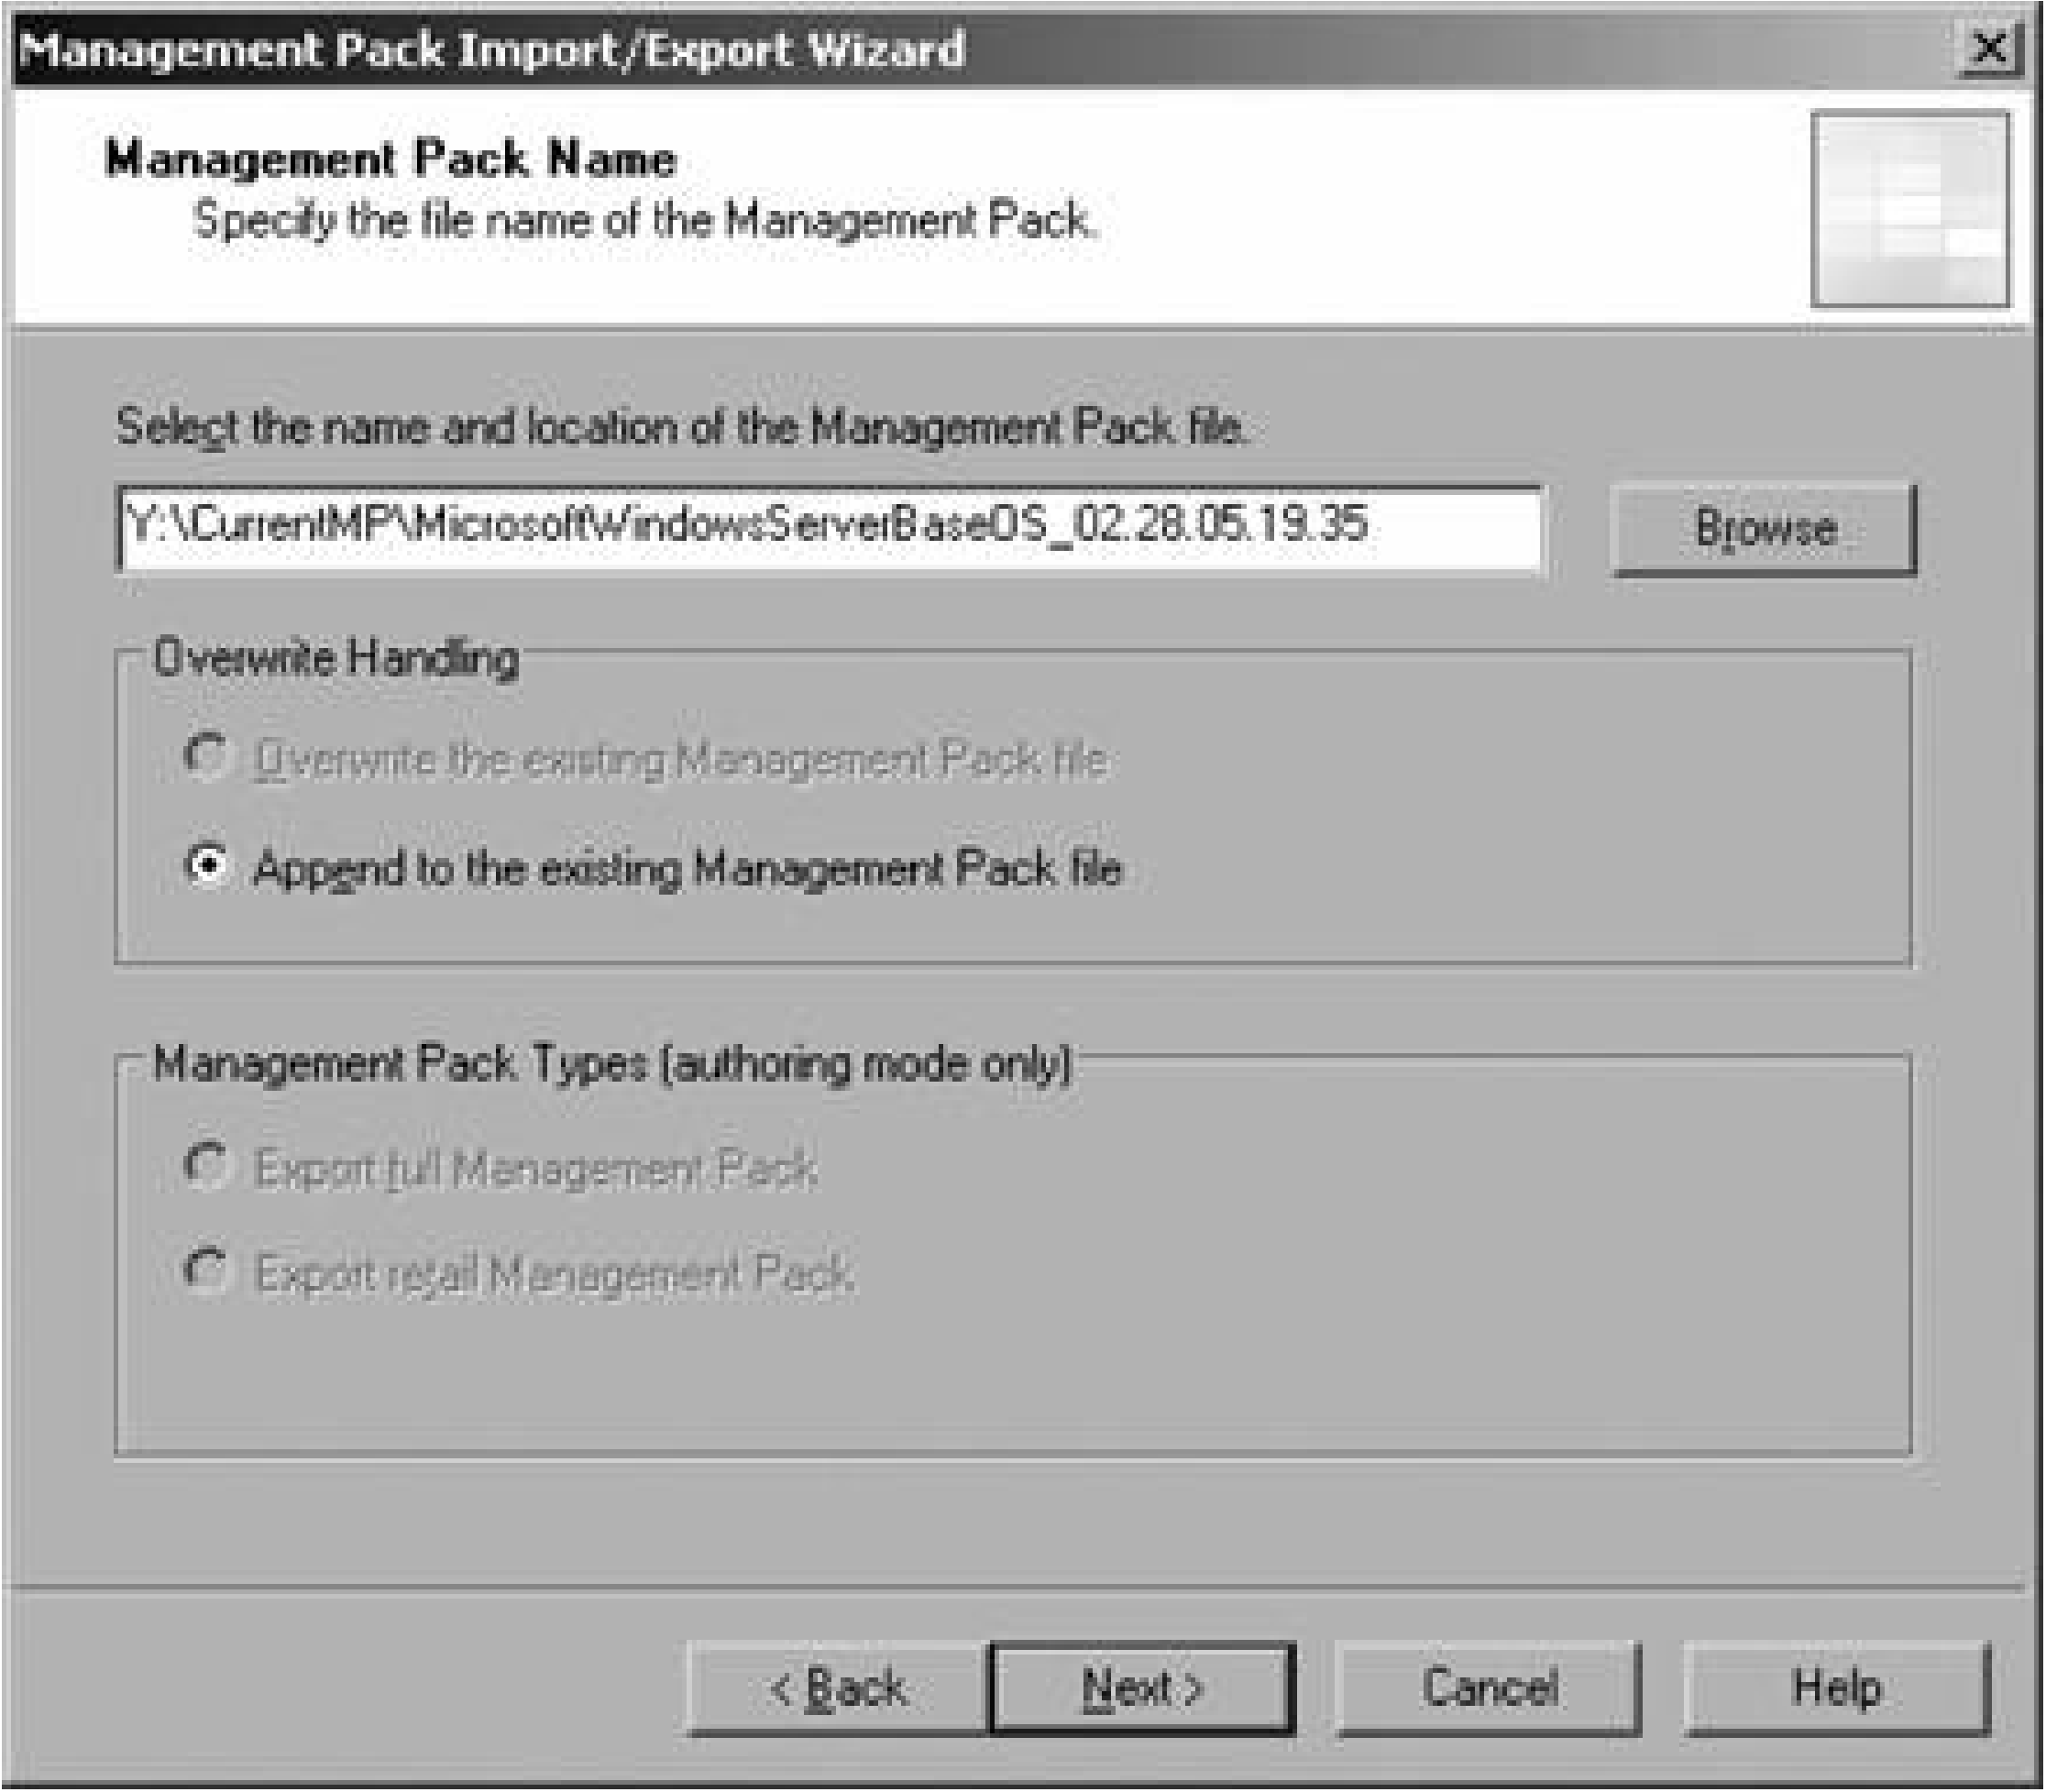 Management Pack Import/Export Wizard
Management Pack Name
Specify the file name of the Management Pack.
Select the name and location of the Management Pack file.
Y:\CurrentMP\MicrosoftWindowsServerBaseOS_02.28.05.19.35
Browse
Overwrite Handling
Overwrite the existing Management Pack file
Append to the existing Management Pack file
Management Pack Types (authoring mode only)
Export full Management Pack
Export retail Management Pack
< Back
Next >
Cancel
Help